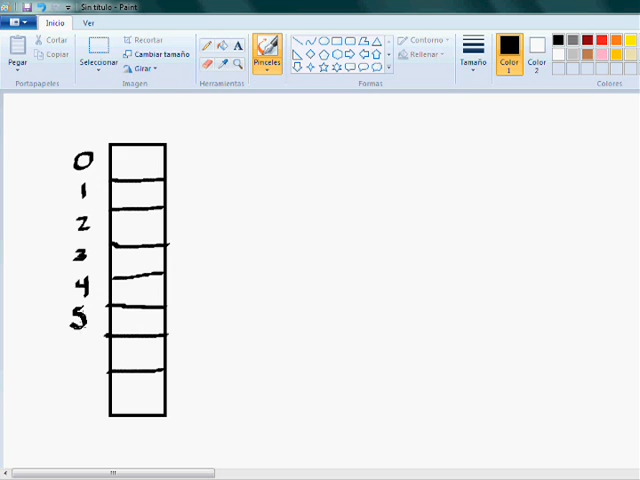 Sin título - Paint
Inicio Ver
Pegar
Cortar
Copiar
Portapapeles
Seleccionar
Recortar
Cambiar tamaño
Girar
Imagen
A
Herramientas
Pinceles
Contorno
Rellenar
Formas
Tamaño
Color 1
Color 2
Colores
0
1
2
3
4
5